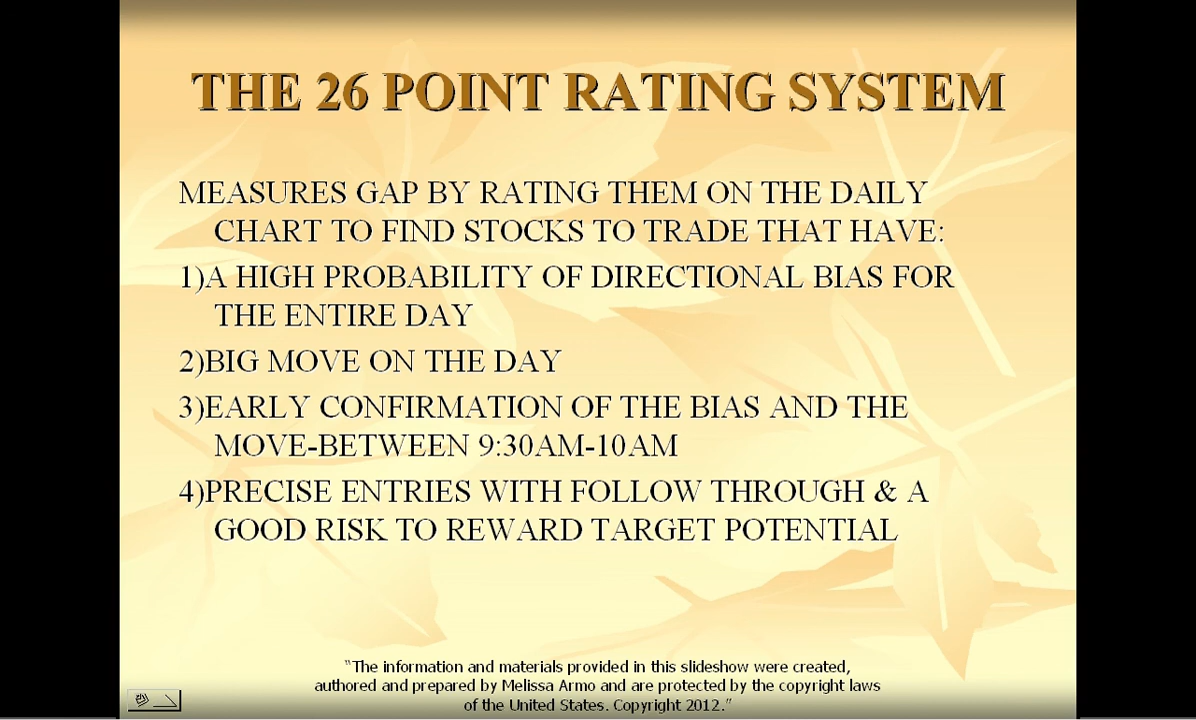 THE 26 POINT RATING SYSTEM
MEASURES GAP BY RATING THEM ON THE DAILY
CHART TO FIND STOCKS TO TRADE THAT HAVE:
1)A HIGH PROBABILITY OF DIRECTIONAL BIAS FOR
THE ENTIRE DAY
2)BIG MOVE ON THE DAY
3)EARLY CONFIRMATION OF THE BIAS AND THE
MOVE-BETWEEN 9:30AM-10AM
4)PRECISE ENTRIES WITH FOLLOW THROUGH & A
GOOD RISK TO REWARD TARGET POTENTIAL
"The information and materials provided in this slideshow were created,
authored and prepared by Melissa Armo and are protected by the copyright laws
of the United States. Copyright 2012."